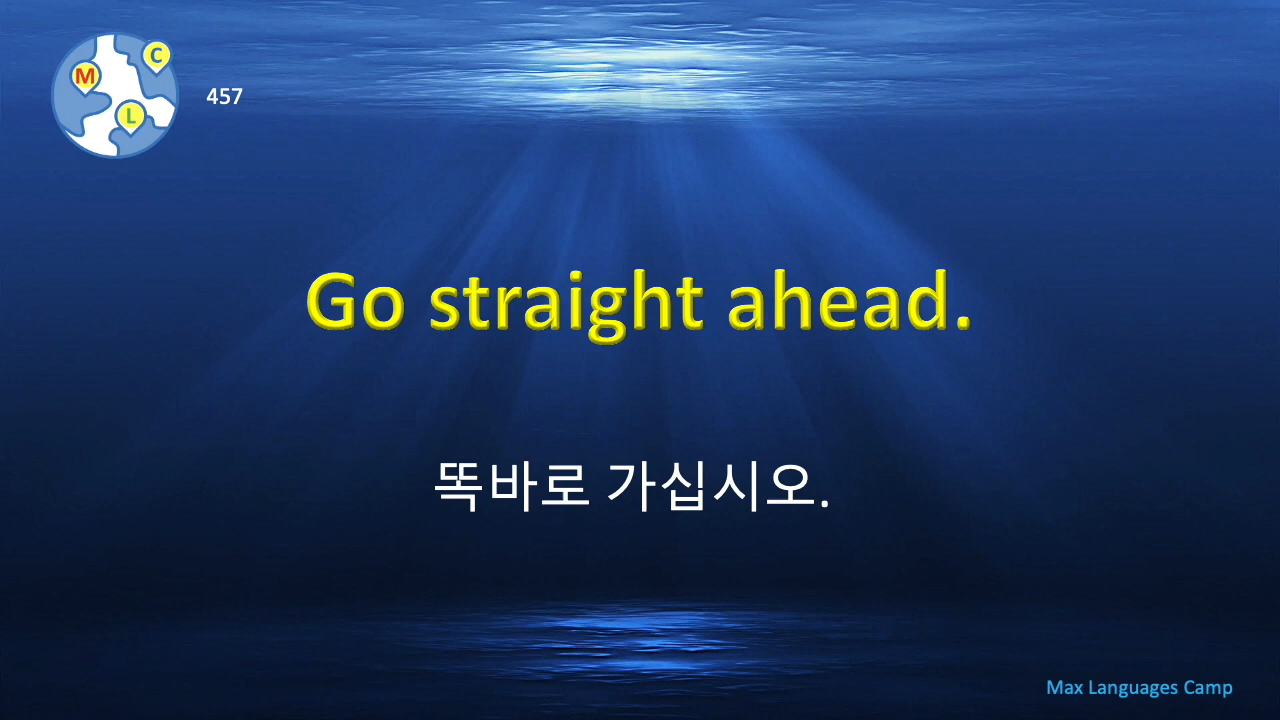 M
C
L
457
Go straight ahead.
똑바로 가십시오.
Max Languages Camp